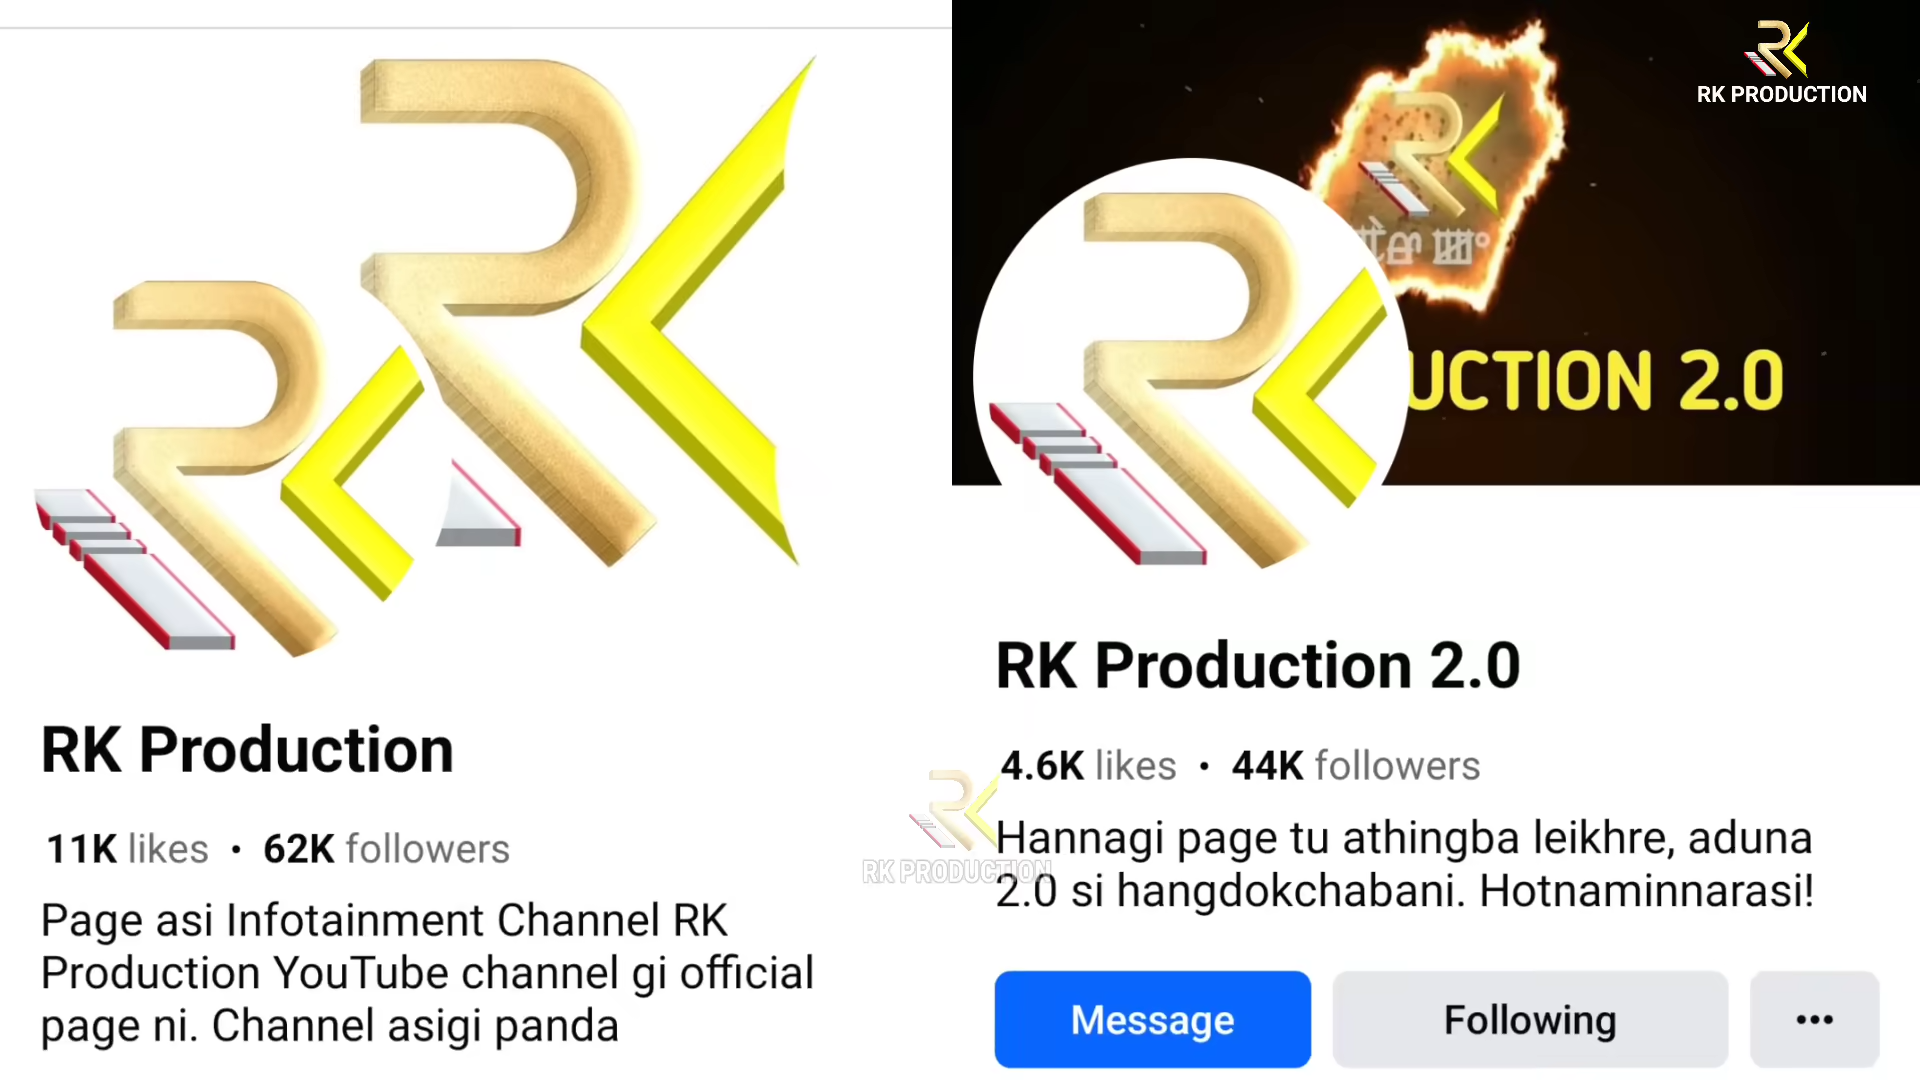 RK Production
11K likes • 62K followers
Page asi Infotainment Channel RK
Production YouTube channel gi official
page ni. Channel asigi panda
RK PRODUCTION
UCTION 2.0
RK Production 2.0
4.6K likes • 44K followers
Hannagi page tu athingba leikhre, aduna
2.0 si hangdokchabani. Hotnaminnarasi!
RK PRODUCTION
Message
Following